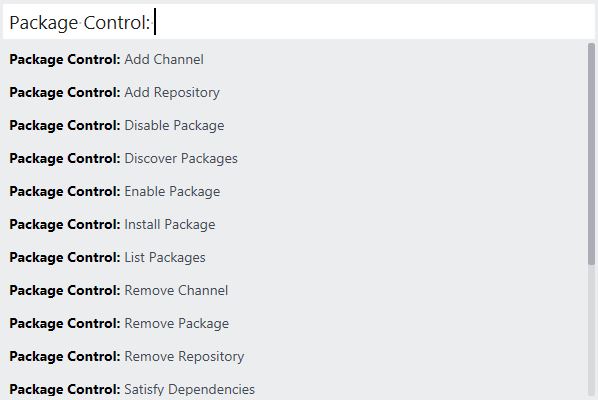 Package Control:
Package Control: Add Channel
Package Control: Add Repository
Package Control: Disable Package
Package Control: Discover Packages
Package Control: Enable Package
Package Control: Install Package
Package Control: List Packages
Package Control: Remove Channel
Package Control: Remove Package
Package Control: Remove Repository
Package Control: Satisfy Dependencies